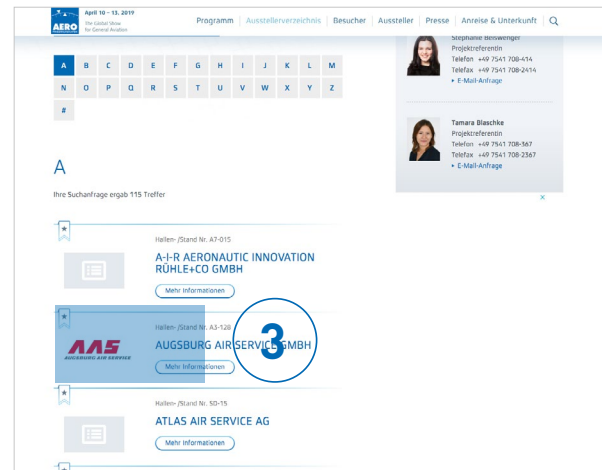 April 10 – 13, 2019
AERO
The Global Show
for General Aviation
Programm
Ausstellerverzeichnis
Besucher
Aussteller
Presse
Anreise & Unterkunft
A B C D E F G H I J K L M
N O P Q R S T U V W X Y Z
#
Stephanie Beiswenger
Projektreferentin
Telefon +49 7541 708-414
Telefax +49 7541 708-2414
E-Mail-Anfrage
Tamara Blaschke
Projektreferentin
Telefon +49 7541 708-367
Telefax +49 7541 708-2367
E-Mail-Anfrage
A
Ihre Suchanfrage ergab 115 Treffer
Hallen- /Stand Nr. A7-015
A-I-R AERONAUTIC INNOVATION
RÜHLE+CO GMBH
Mehr Informationen
AAS
AUGSBURG AIR SERVICE
Hallen- /Stand Nr. A3-128
AUGSBURG AIR SERVICE GMBH
Mehr Informationen
3
Hallen- /Stand Nr. SD-15
ATLAS AIR SERVICE AG
Mehr Informationen